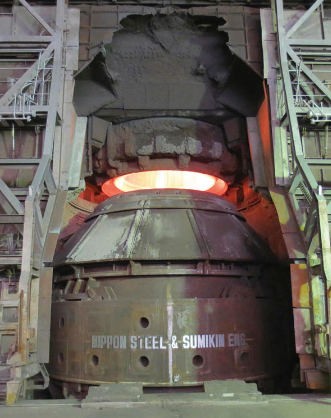 NIPPON STEEL & SUMIKIN ENG.